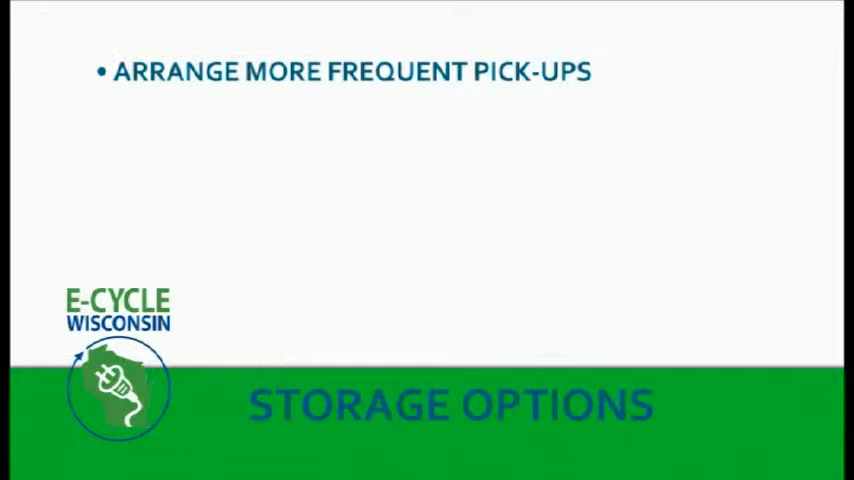 • ARRANGE MORE FREQUENT PICK-UPS
E-CYCLE
WISCONSIN
STORAGE OPTIONS